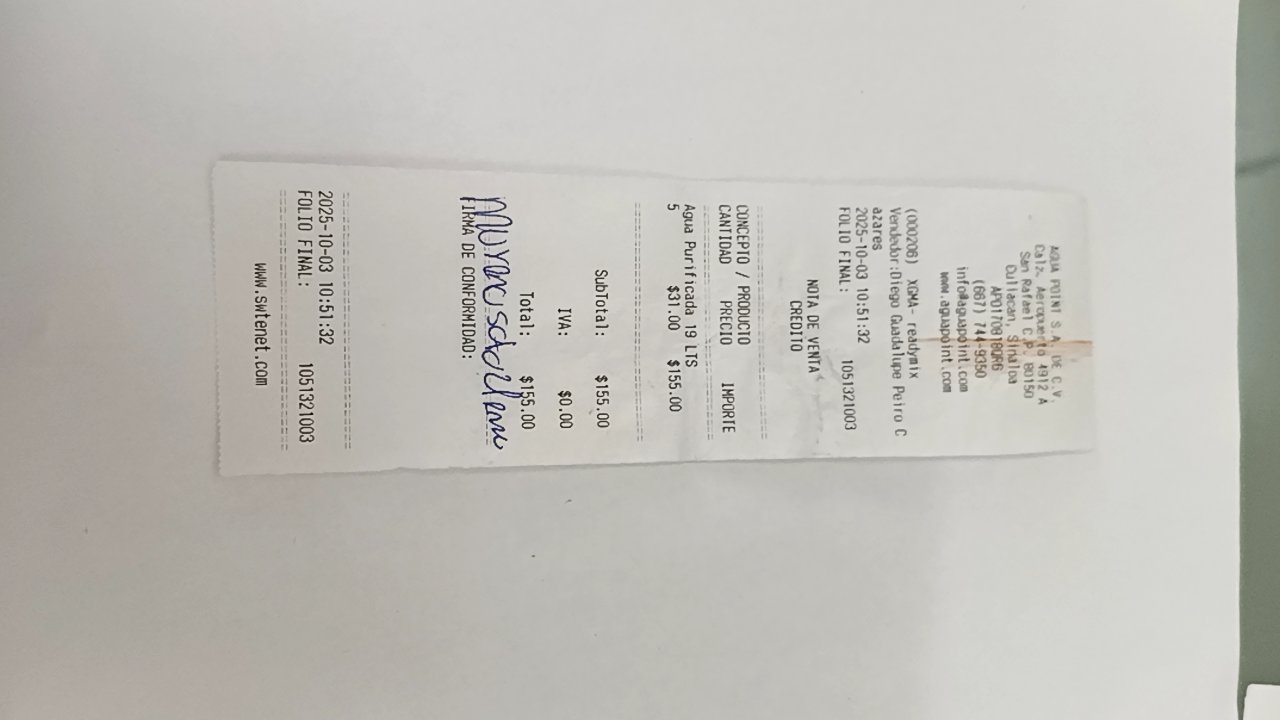 AGUA POINT S.A. DE C.V.
Calz. Aeropuerto 4912 A
San Rafael C.P. 80150
Culiacan, Sinaloa
APO170818QR6
(667) 744-9350
info@aguapoint.com
www.aguapoint.com
(000206) XGMA- readymix
Vendedor:Diego Guadalupe Peiro C
azares
2025-10-03 10:51:32
FOLIO FINAL: 1051321003
NOTA DE VENTA
CREDITO
CONCEPTO / PRODUCTO
CANTIDAD PRECIO IMPORTE
Agua Purificada 19 LTS
5 $31.00 $155.00
SubTotal: $155.00
IVA: $0.00
Total: $155.00
FIRMA DE CONFORMIDAD:
2025-10-03 10:51:32
FOLIO FINAL: 1051321003
www.swtenet.com